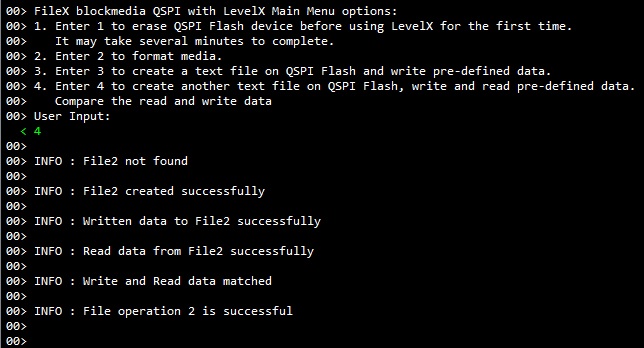 00> FileX blockmedia QSPI with LevelX Main Menu options:
00> 1. Enter 1 to erase QSPI Flash device before using LevelX for the first time.
00>    It may take several minutes to complete.
00> 2. Enter 2 to format media.
00> 3. Enter 3 to create a text file on QSPI Flash and write pre-defined data.
00> 4. Enter 4 to create another text file on QSPI Flash, write and read pre-defined data.
00>    Compare the read and write data
00> User Input:
< 4
00>
00> INFO : File2 not found
00>
00> INFO : File2 created successfully
00>
00> INFO : Written data to File2 successfully
00>
00> INFO : Read data from File2 successfully
00>
00> INFO : Write and Read data matched
00>
00> INFO : File operation 2 is successful
00>
00>